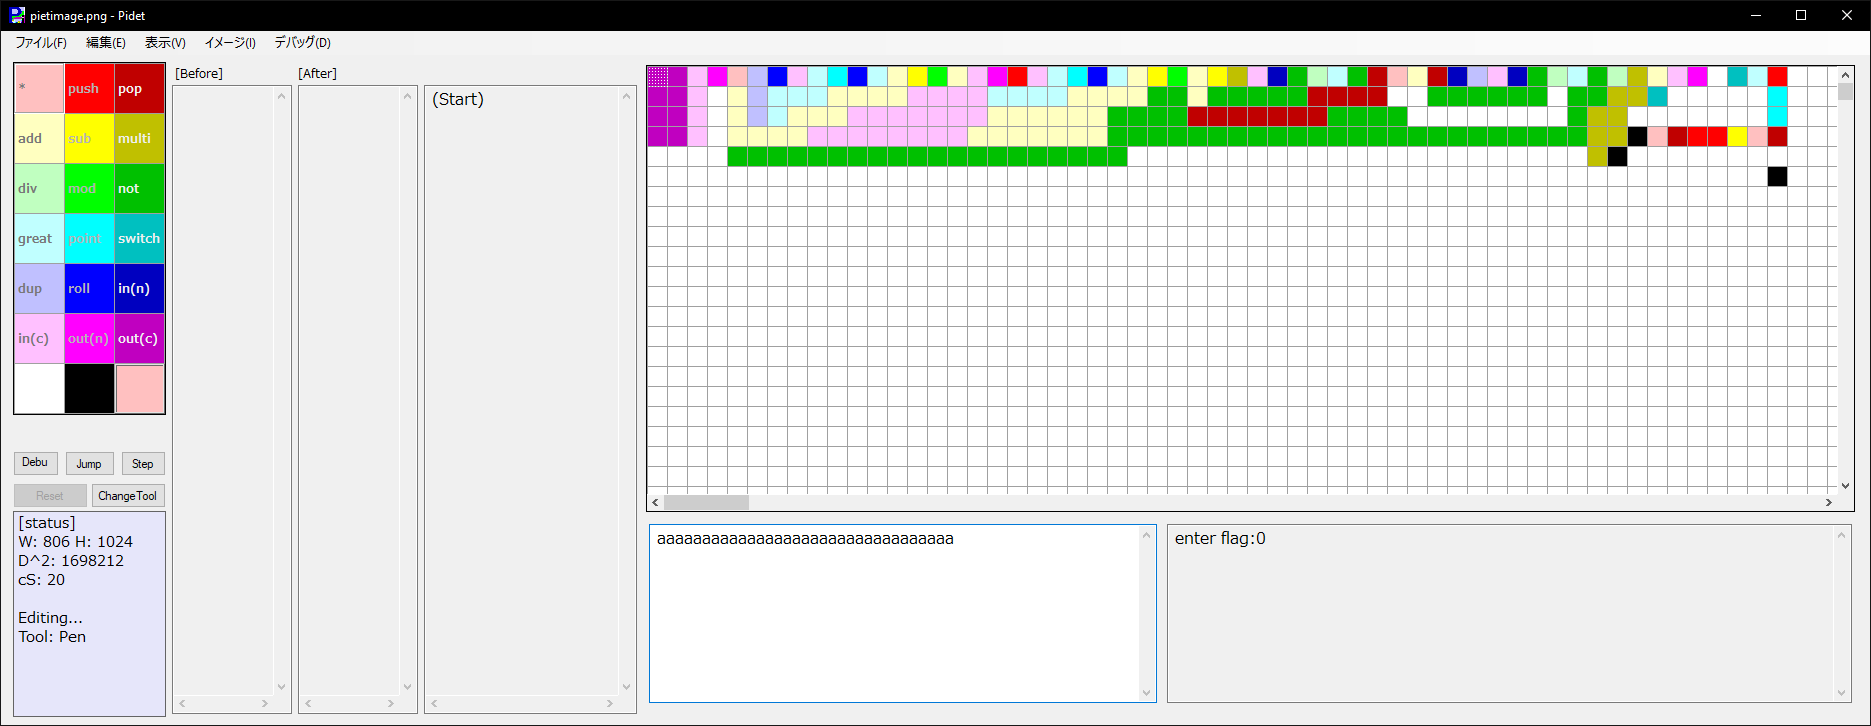 pietimage.png - Pidet
ファイル(F) 編集(E) 表示(V) イメージ(I) デバッグ(D)
* push pop
add sub multi
div mod not
great point switch
dup roll in(n)
in(c) out(n) out(c)
Debu Jump Step
Reset ChangeTool
[status]
W: 806 H: 1024
D^2: 1698212
cS: 20
Editing...
Tool: Pen
[Before]
[After]
(Start)
aaaaaaaaaaaaaaaaaaaaaaaaaaaaaaaaa
enter flag:0